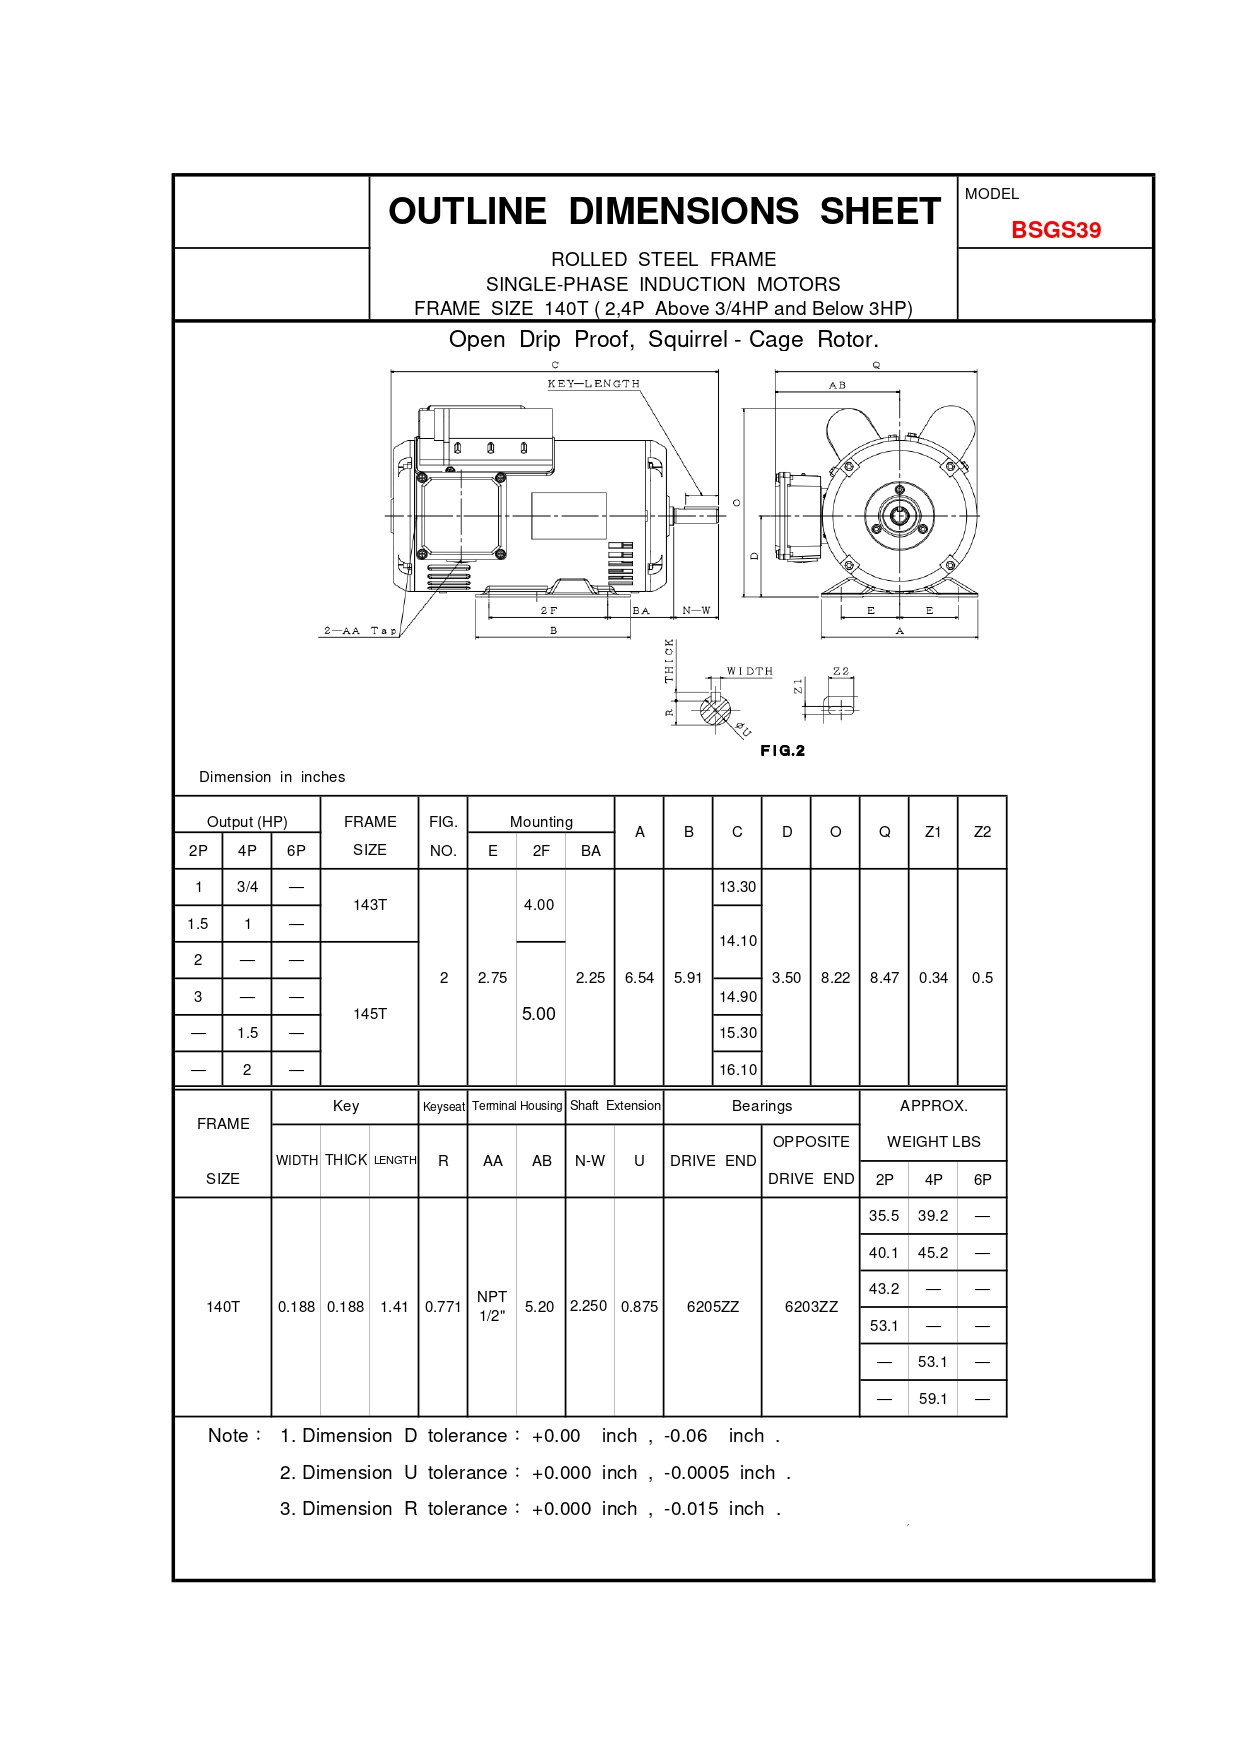 OUTLINE DIMENSIONS SHEET
MODEL
BSGS39
ROLLED STEEL FRAME
SINGLE-PHASE INDUCTION MOTORS
FRAME SIZE 140T ( 2,4P Above 3/4HP and Below 3HP)
Open Drip Proof, Squirrel - Cage Rotor.
C
KEY—LENGTH
Q
AB
O
D
2F
BA
N—W
B
2—AA Tap
E
E
A
THICK
WIDTH
R
øU
Z1
Z2
FIG.2
Dimension in inches
Output (HP) FRAME FIG. Mounting A B C D O Q Z1 Z2
2P 4P 6P SIZE NO. E 2F BA
1 3/4 — 143T 4.00 13.30
1.5 1 — 14.10
2 — —
2 2.75 2.25 6.54 5.91 3.50 8.22 8.47 0.34 0.5
3 — — 14.90
145T 5.00
— 1.5 — 15.30
— 2 — 16.10
FRAME Key Keyseat Terminal Housing Shaft Extension Bearings APPROX.
SIZE WIDTH THICK LENGTH R AA AB N-W U DRIVE END OPPOSITE WEIGHT LBS
DRIVE END 2P 4P 6P
35.5 39.2 —
40.1 45.2 —
43.2 — —
140T 0.188 0.188 1.41 0.771 NPT 1/2" 5.20 2.250 0.875 6205ZZ 6203ZZ
53.1 — —
— 53.1 —
— 59.1 —
Note : 1. Dimension D tolerance : +0.00 inch , -0.06 inch .
2. Dimension U tolerance : +0.000 inch , -0.0005 inch .
3. Dimension R tolerance : +0.000 inch , -0.015 inch .